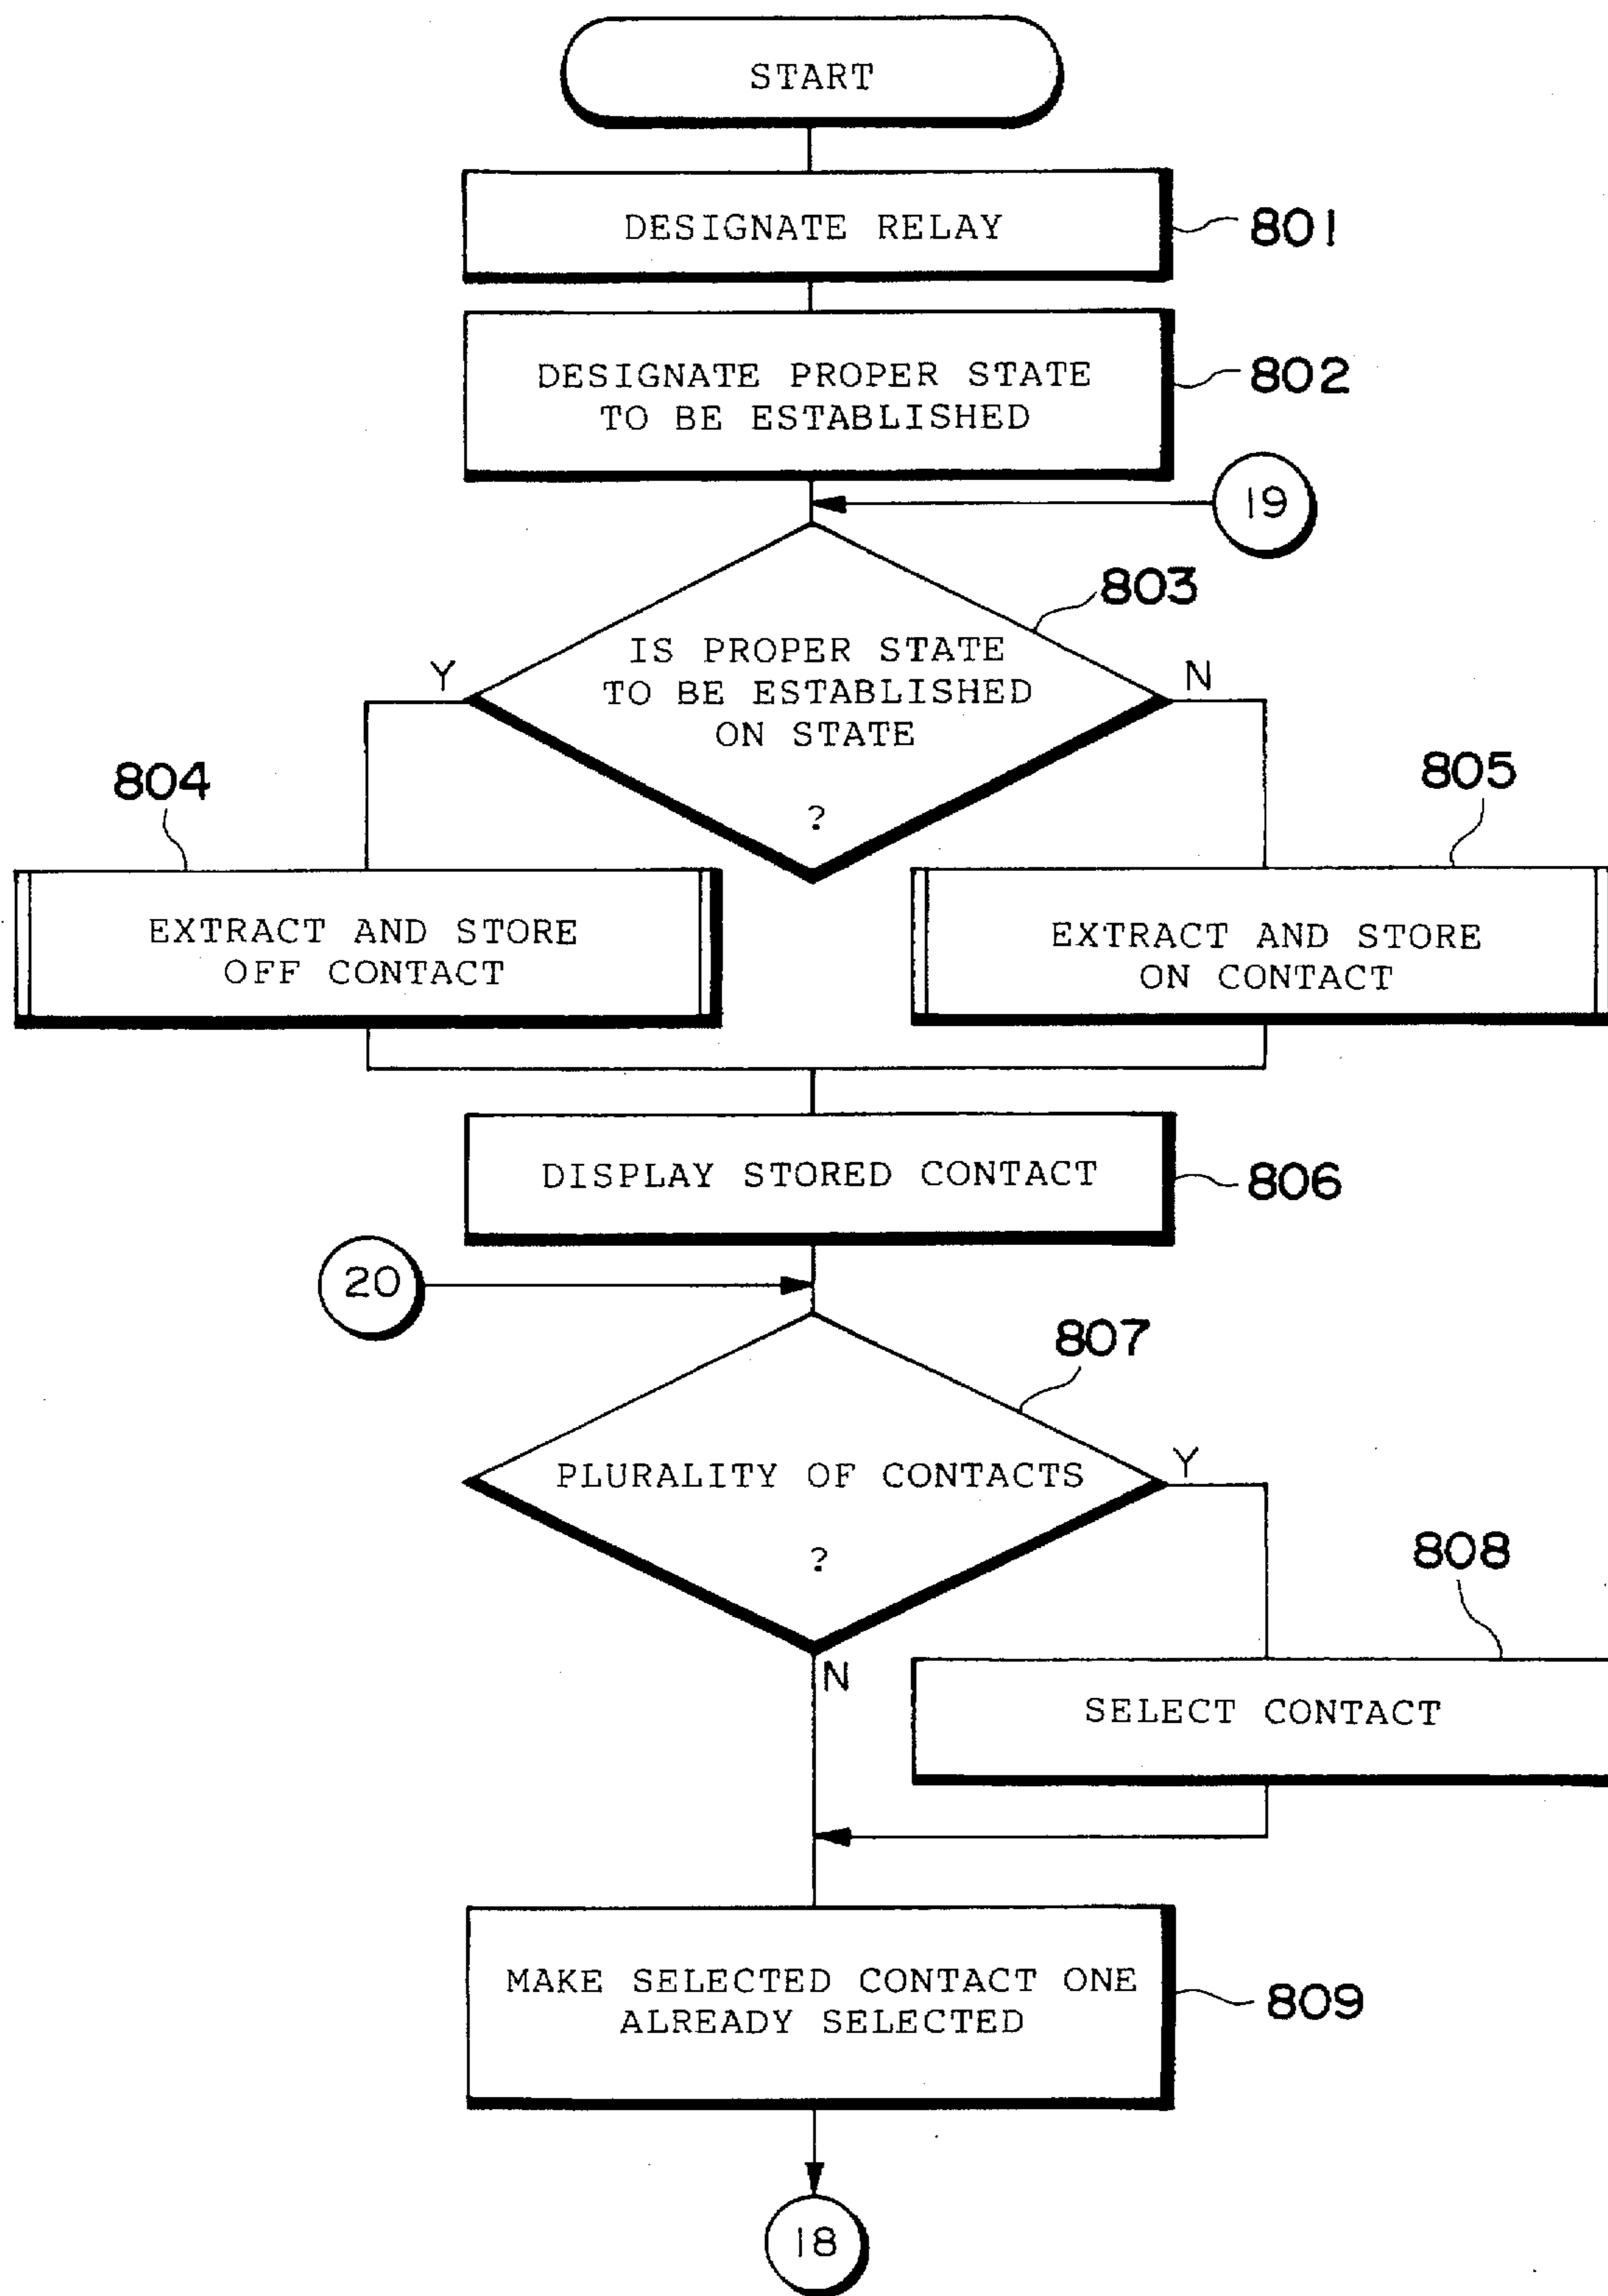 START
DESIGNATE RELAY
801
DESIGNATE PROPER STATE
TO BE ESTABLISHED
802
19
803
IS PROPER STATE
TO BE ESTABLISHED
ON STATE
?
Y
N
804
805
EXTRACT AND STORE
OFF CONTACT
EXTRACT AND STORE
ON CONTACT
DISPLAY STORED CONTACT
806
20
807
PLURALITY OF CONTACTS
?
Y
N
808
SELECT CONTACT
MAKE SELECTED CONTACT ONE
ALREADY SELECTED
809
18